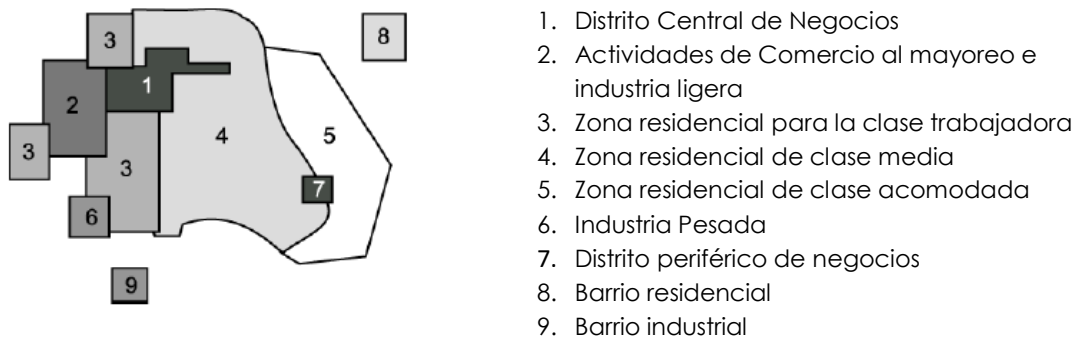 3
8
1
2
4
5
3
3
7
6
9
1. Distrito Central de Negocios
2. Actividades de Comercio al mayoreo e
industria ligera
3. Zona residencial para la clase trabajadora
4. Zona residencial de clase media
5. Zona residencial de clase acomodada
6. Industria Pesada
7. Distrito periférico de negocios
8. Barrio residencial
9. Barrio industrial